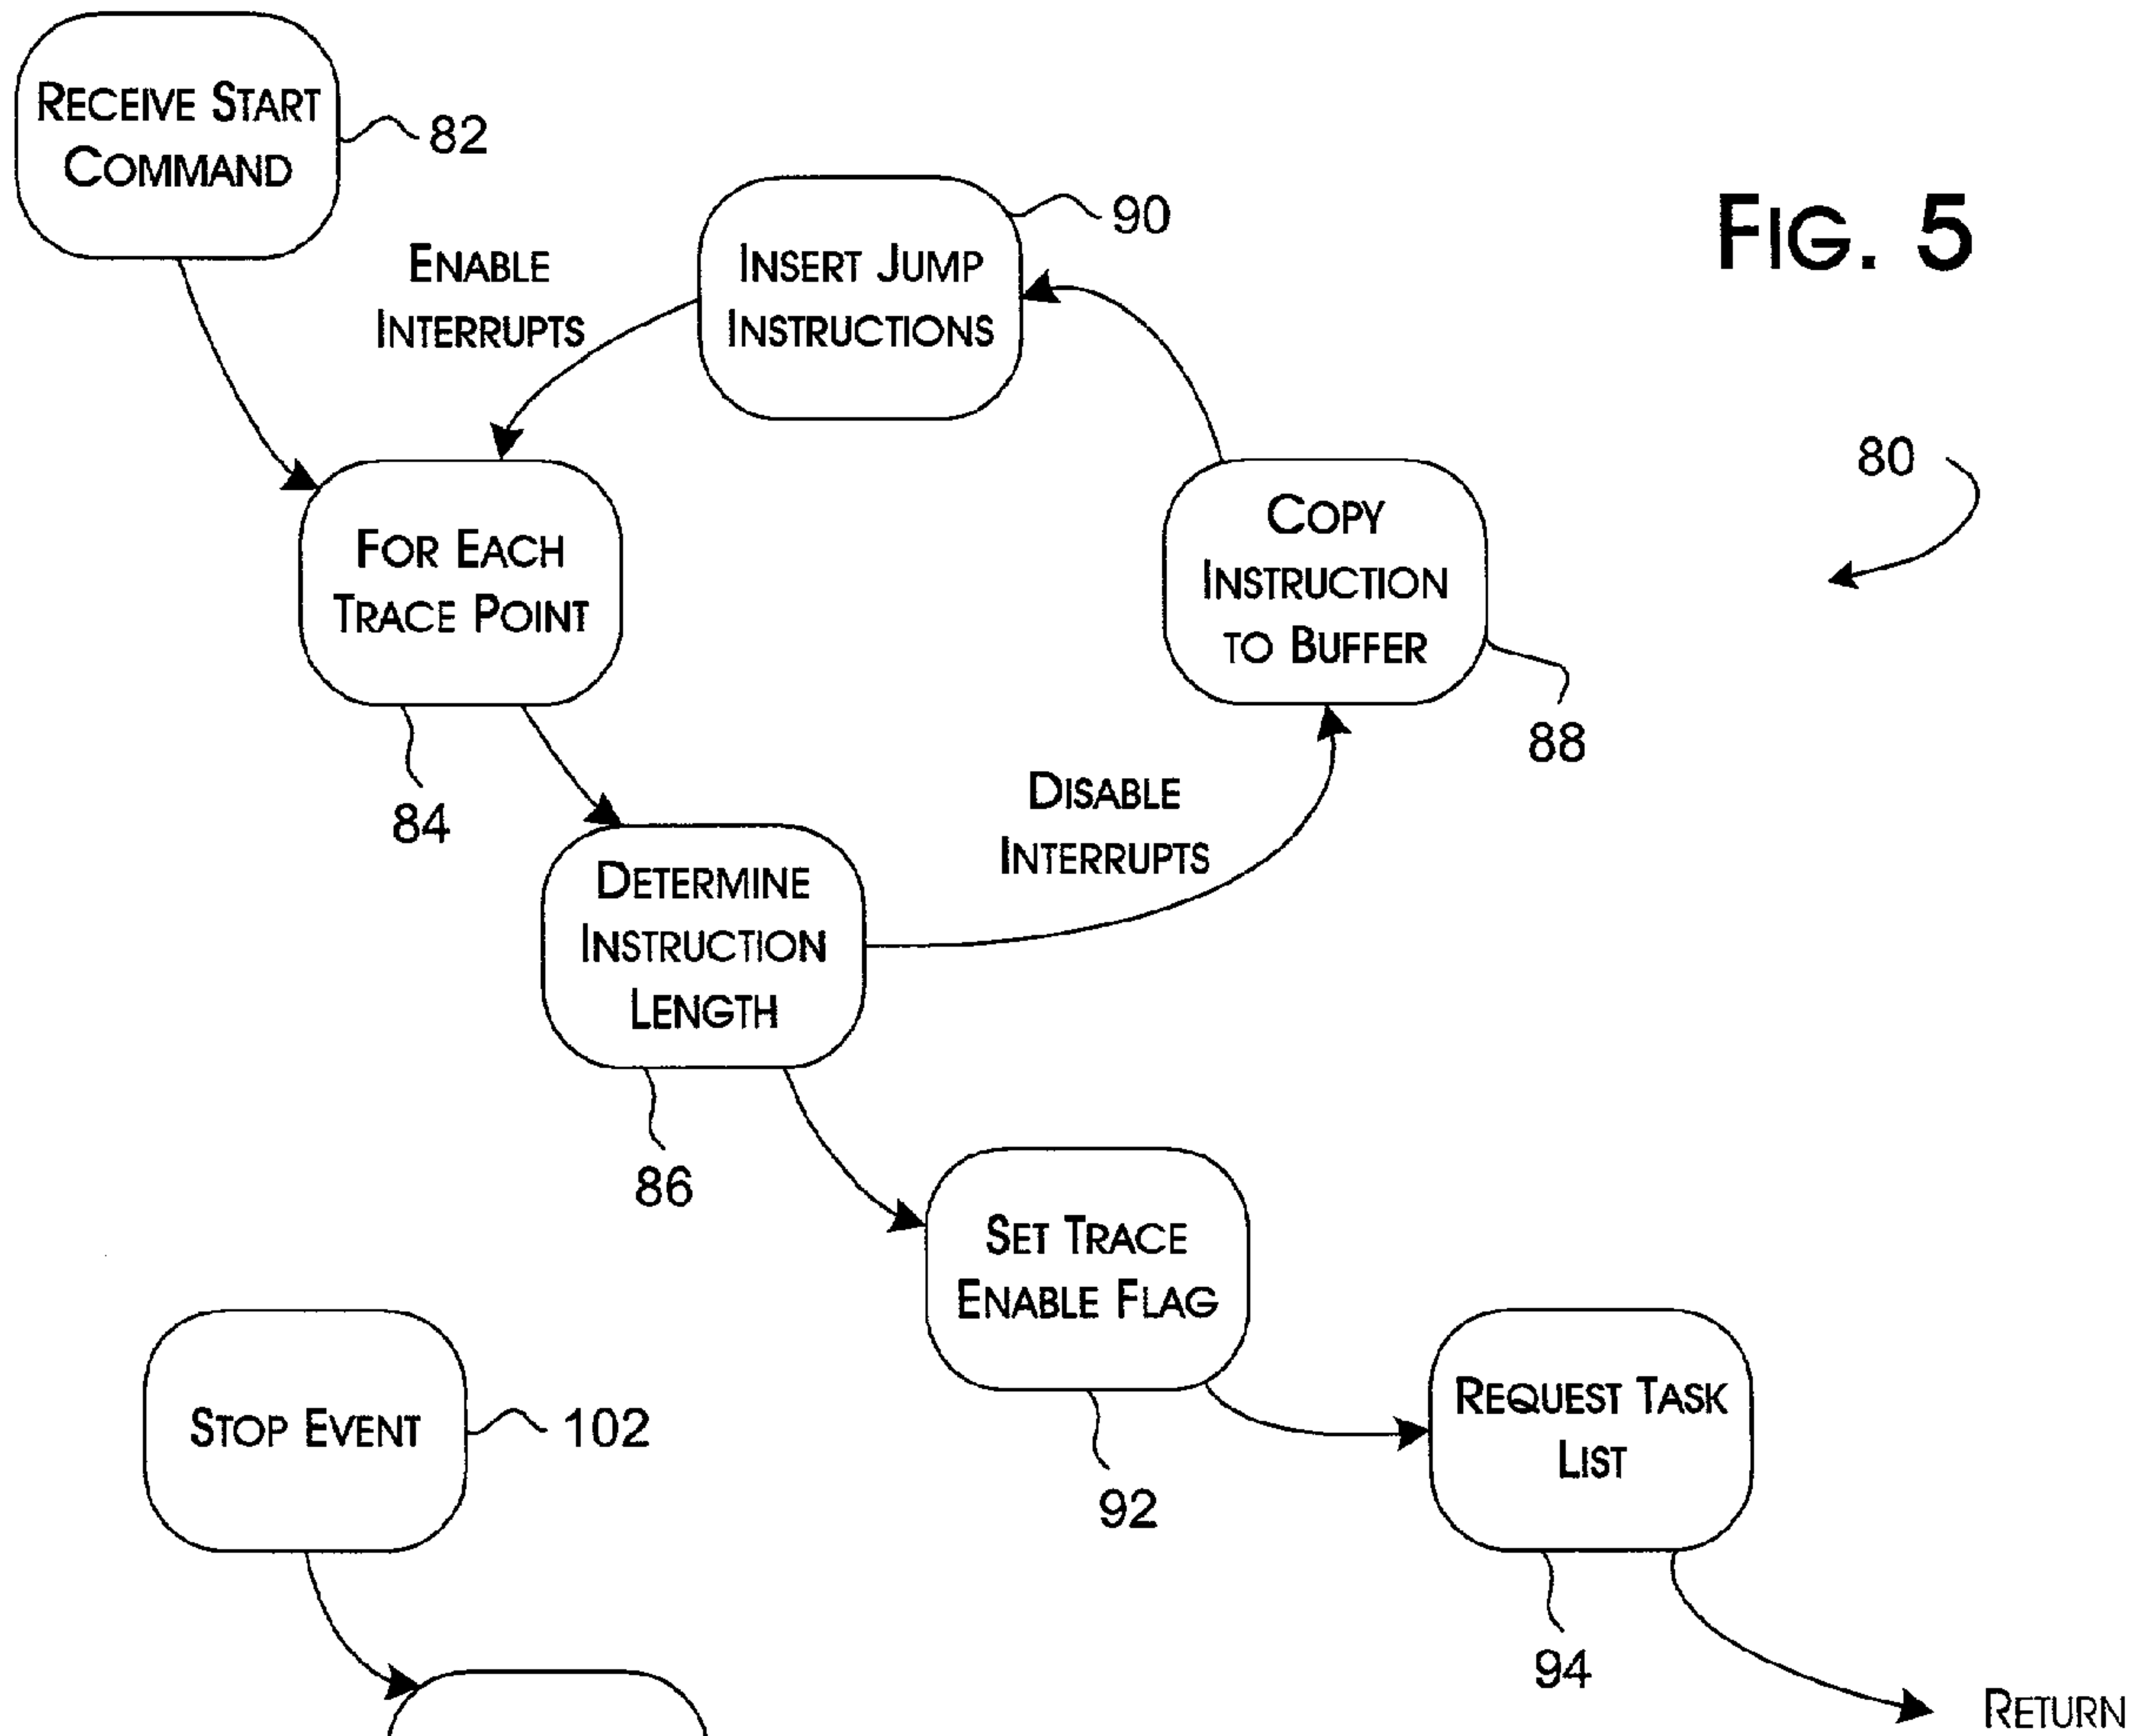 RECEIVE START
COMMAND
82
ENABLE
INTERRUPTS
INSERT JUMP
INSTRUCTIONS
90
FIG. 5
FOR EACH
TRACE POINT
84
COPY
INSTRUCTION
TO BUFFER
88
80
DISABLE
INTERRUPTS
DETERMINE
INSTRUCTION
LENGTH
86
SET TRACE
ENABLE FLAG
92
STOP EVENT
102
REQUEST TASK
LIST
94
RETURN